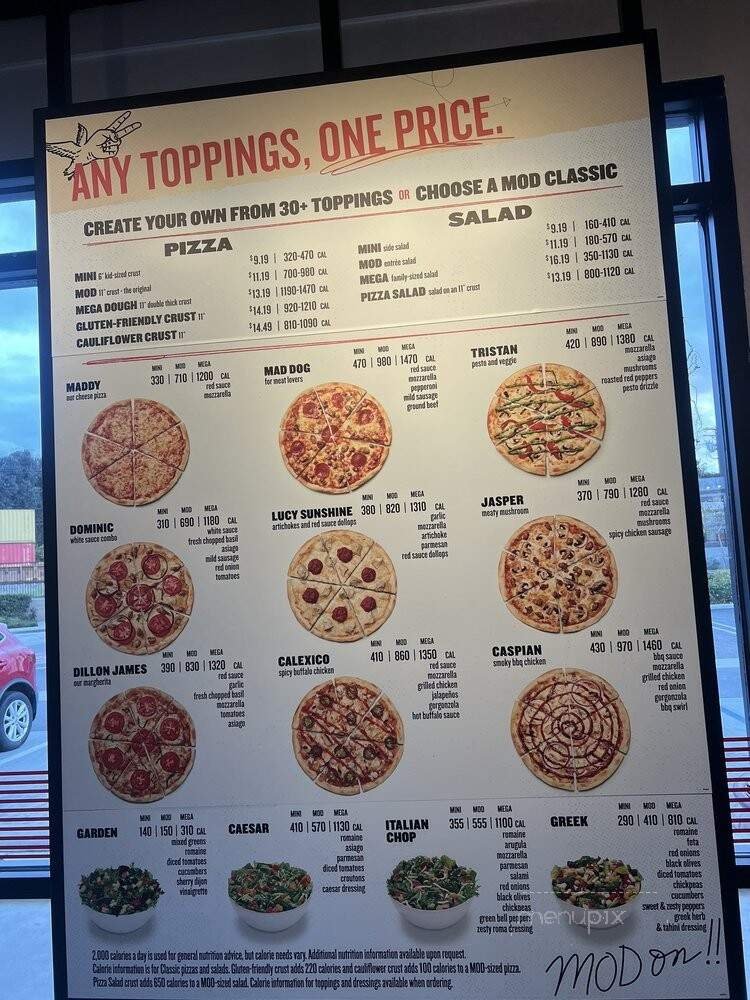 ANY TOPPINGS, ONE PRICE.
CREATE YOUR OWN FROM 30+ TOPPINGS OR CHOOSE A MOD CLASSIC
PIZZA
MINI 6" kid-sized crust $9.19 | 320-470 CAL
MOD 11" crust - the original $11.19 | 700-980 CAL
MEGA DOUGH 11" double thick crust $13.19 | 1190-1470 CAL
GLUTEN-FRIENDLY CRUST 11" $14.19 | 920-1210 CAL
CAULIFLOWER CRUST 11" $14.49 | 810-1090 CAL
SALAD
MINI side salad $9.19 | 160-410 CAL
MOD entrée salad $11.19 | 180-570 CAL
MEGA family-sized salad $16.19 | 350-1130 CAL
PIZZA SALAD salad on an 11" crust $13.19 | 800-1120 CAL
MADDY
our cheese pizza
MINI MOD MEGA
330 | 710 | 1200 CAL
red sauce
mozzarella
MAD DOG
for meat lovers
MINI MOD MEGA
470 | 980 | 1470 CAL
red sauce
mozzarella
pepperoni
mild sausage
ground beef
TRISTAN
pesto and veggie
MINI MOD MEGA
420 | 890 | 1380 CAL
mozzarella
asiago
mushrooms
roasted red peppers
pesto drizzle
DOMINIC
white sauce combo
MINI MOD MEGA
310 | 690 | 1180 CAL
white sauce
fresh chopped basil
asiago
mild sausage
red onion
tomatoes
LUCY SUNSHINE
artichokes and red sauce dollops
MINI MOD MEGA
380 | 820 | 1310 CAL
garlic
mozzarella
artichoke
parmesan
red sauce dollops
JASPER
meaty mushroom
MINI MOD MEGA
370 | 790 | 1280 CAL
red sauce
mozzarella
mushrooms
spicy chicken sausage
DILLON JAMES
our margherita
MINI MOD MEGA
390 | 830 | 1320 CAL
red sauce
garlic
fresh chopped basil
mozzarella
tomatoes
asiago
CALEXICO
spicy buffalo chicken
MINI MOD MEGA
410 | 860 | 1350 CAL
red sauce
mozzarella
grilled chicken
jalapeños
gorgonzola
hot buffalo sauce
CASPIAN
smoky bbq chicken
MINI MOD MEGA
430 | 970 | 1460 CAL
bbq sauce
mozzarella
grilled chicken
red onion
gorgonzola
bbq swirl
GARDEN
MINI MOD MEGA
140 | 150 | 310 CAL
mixed greens
romaine
diced tomatoes
cucumbers
sherry dijon
vinaigrette
CAESAR
MINI MOD MEGA
410 | 570 | 1130 CAL
romaine
asiago
parmesan
diced tomatoes
croutons
caesar dressing
ITALIAN
CHOP
MINI MOD MEGA
355 | 555 | 1100 CAL
romaine
arugula
mozzarella
parmesan
salami
red onions
black olives
chickpeas
green bell peppers
zesty roma dressing
GREEK
MINI MOD MEGA
290 | 410 | 810 CAL
romaine
feta
red onions
black olives
diced tomatoes
chickpeas
cucumbers
sweet & zesty peppers
greek herb
& tahini dressing
menupix
MOD on!!
2,000 calories a day is used for general nutrition advice, but calorie needs vary. Additional nutrition information available upon request.
Calorie information is for Classic pizzas and salads. Gluten-friendly crust adds 220 calories and cauliflower crust adds 100 calories to a MOD-sized pizza.
Pizza Salad crust adds 650 calories to a MOD-sized salad. Calorie information for toppings and dressings available when ordering.